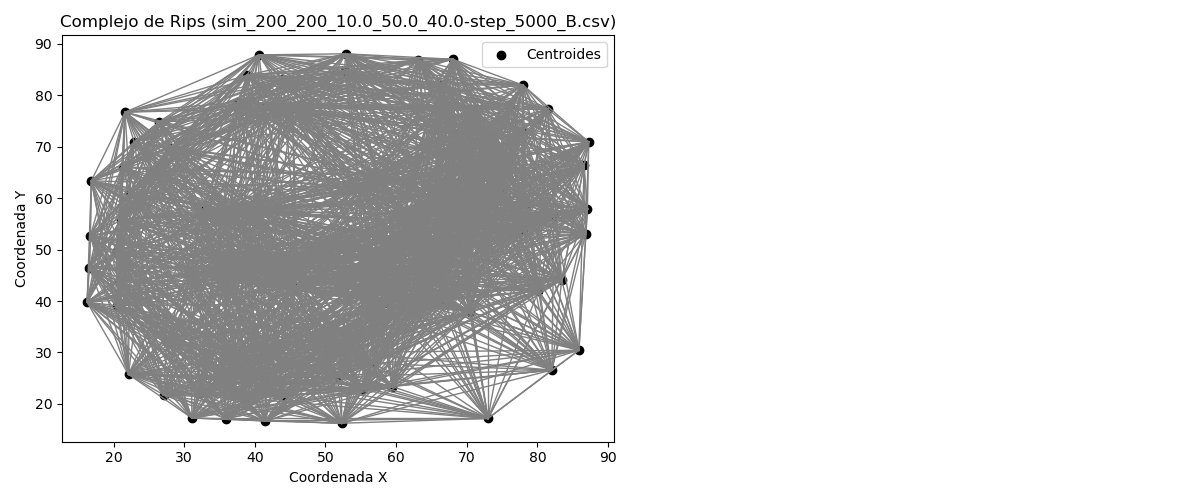 Complejo de Rips (sim_200_200_10.0_50.0_40.0-step_5000_B.csv)
Centroides
90
80
70
60
50
40
30
20
Coordenada Y
20 30 40 50 60 70 80 90
Coordenada X